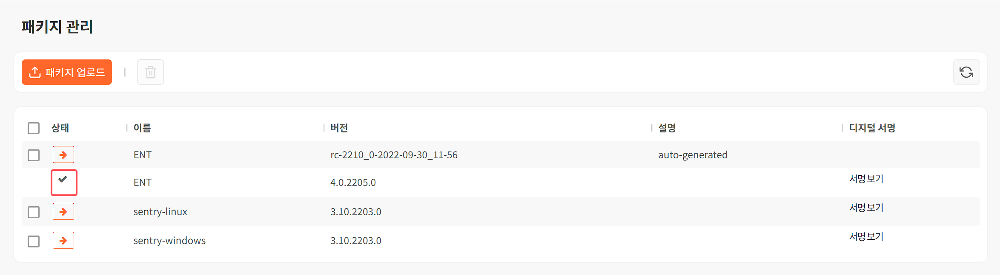 패키지 관리
패키지 업로드
상태 이름 버전 설명 디지털 서명
ENT rc-2210_0-2022-09-30_11-56 auto-generated
ENT 4.0.2205.0 서명 보기
sentry-linux 3.10.2203.0 서명 보기
sentry-windows 3.10.2203.0 서명 보기